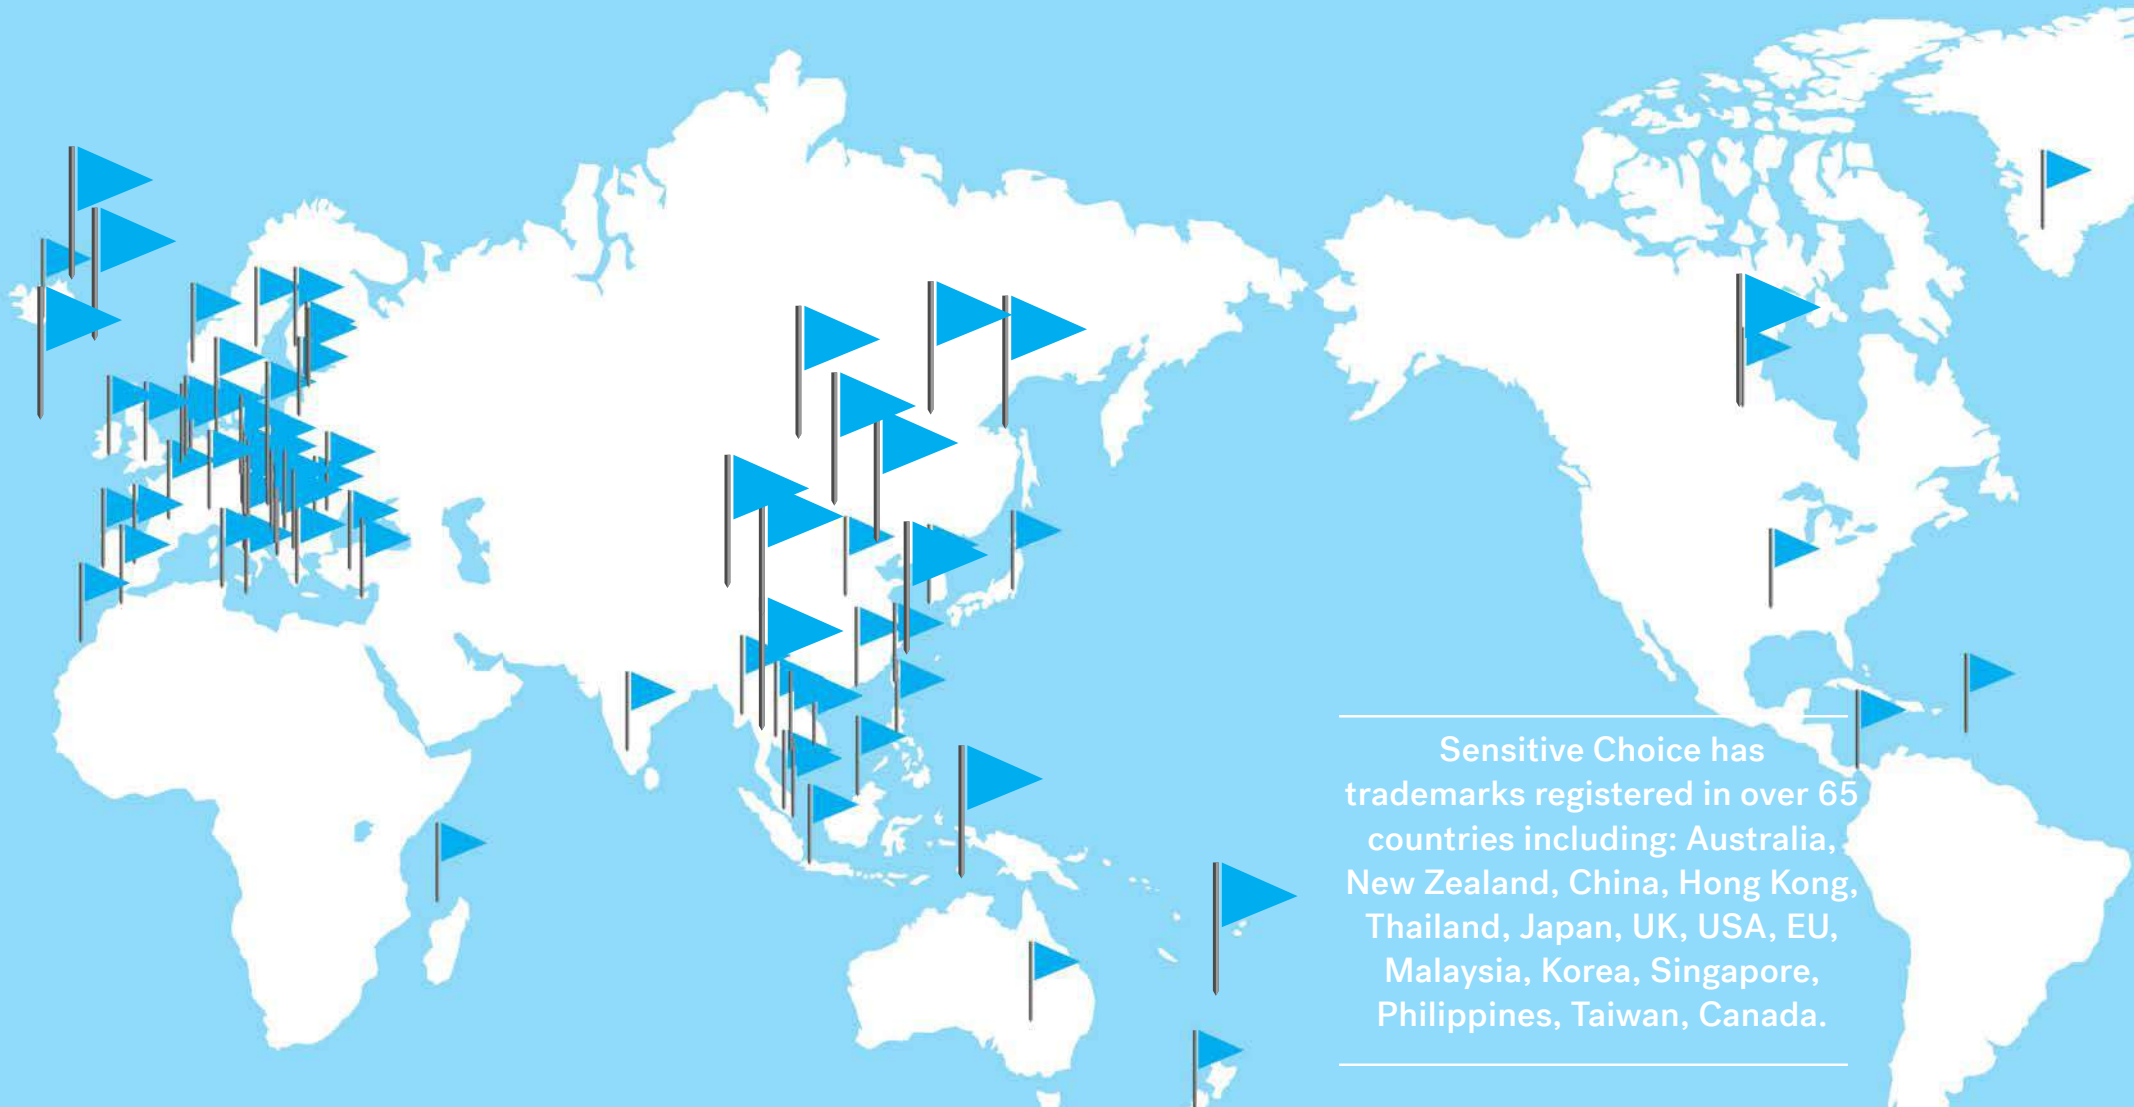 Sensitive Choice has
trademarks registered in over 65
countries including: Australia,
New Zealand, China, Hong Kong,
Thailand, Japan, UK, USA, EU,
Malaysia, Korea, Singapore,
Philippines, Taiwan, Canada.